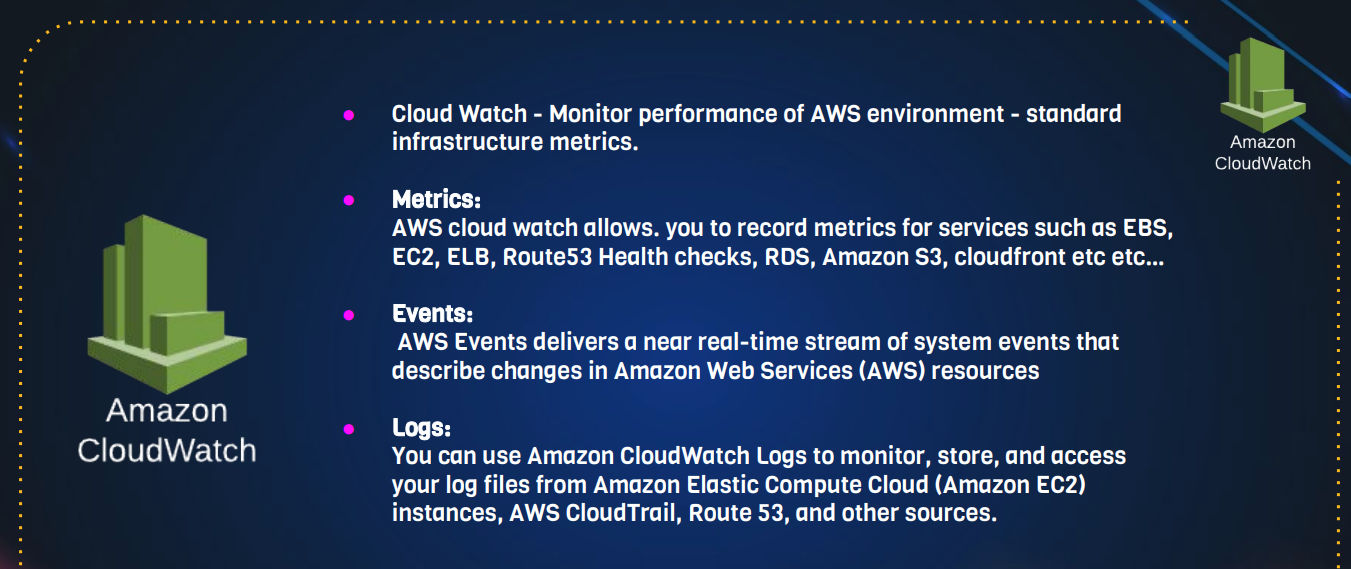 Cloud Watch - Monitor performance of AWS environment - standard
infrastructure metrics.
Metrics:
AWS cloud watch allows. you to record metrics for services such as EBS,
EC2, ELB, Route53 Health checks, RDS, Amazon S3, cloudfront etc etc...
Events:
AWS Events delivers a near real-time stream of system events that
describe changes in Amazon Web Services (AWS) resources
Logs:
You can use Amazon CloudWatch Logs to monitor, store, and access
your log files from Amazon Elastic Compute Cloud (Amazon EC2)
instances, AWS CloudTrail, Route 53, and other sources.
Amazon
CloudWatch
Amazon
CloudWatch